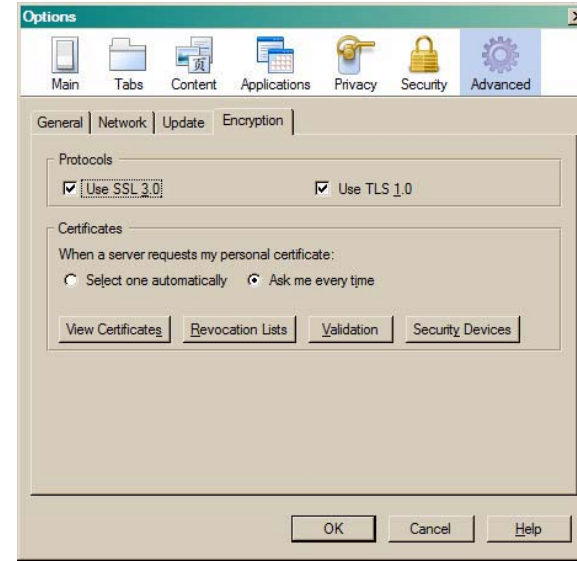 Options
Main Tabs Content Applications Privacy Security Advanced
General Network Update Encryption
Protocols
Use SSL 3.0 Use TLS 1.0
Certificates
When a server requests my personal certificate:
Select one automatically Ask me every time
View Certificates Revocation Lists Validation Security Devices
OK Cancel Help